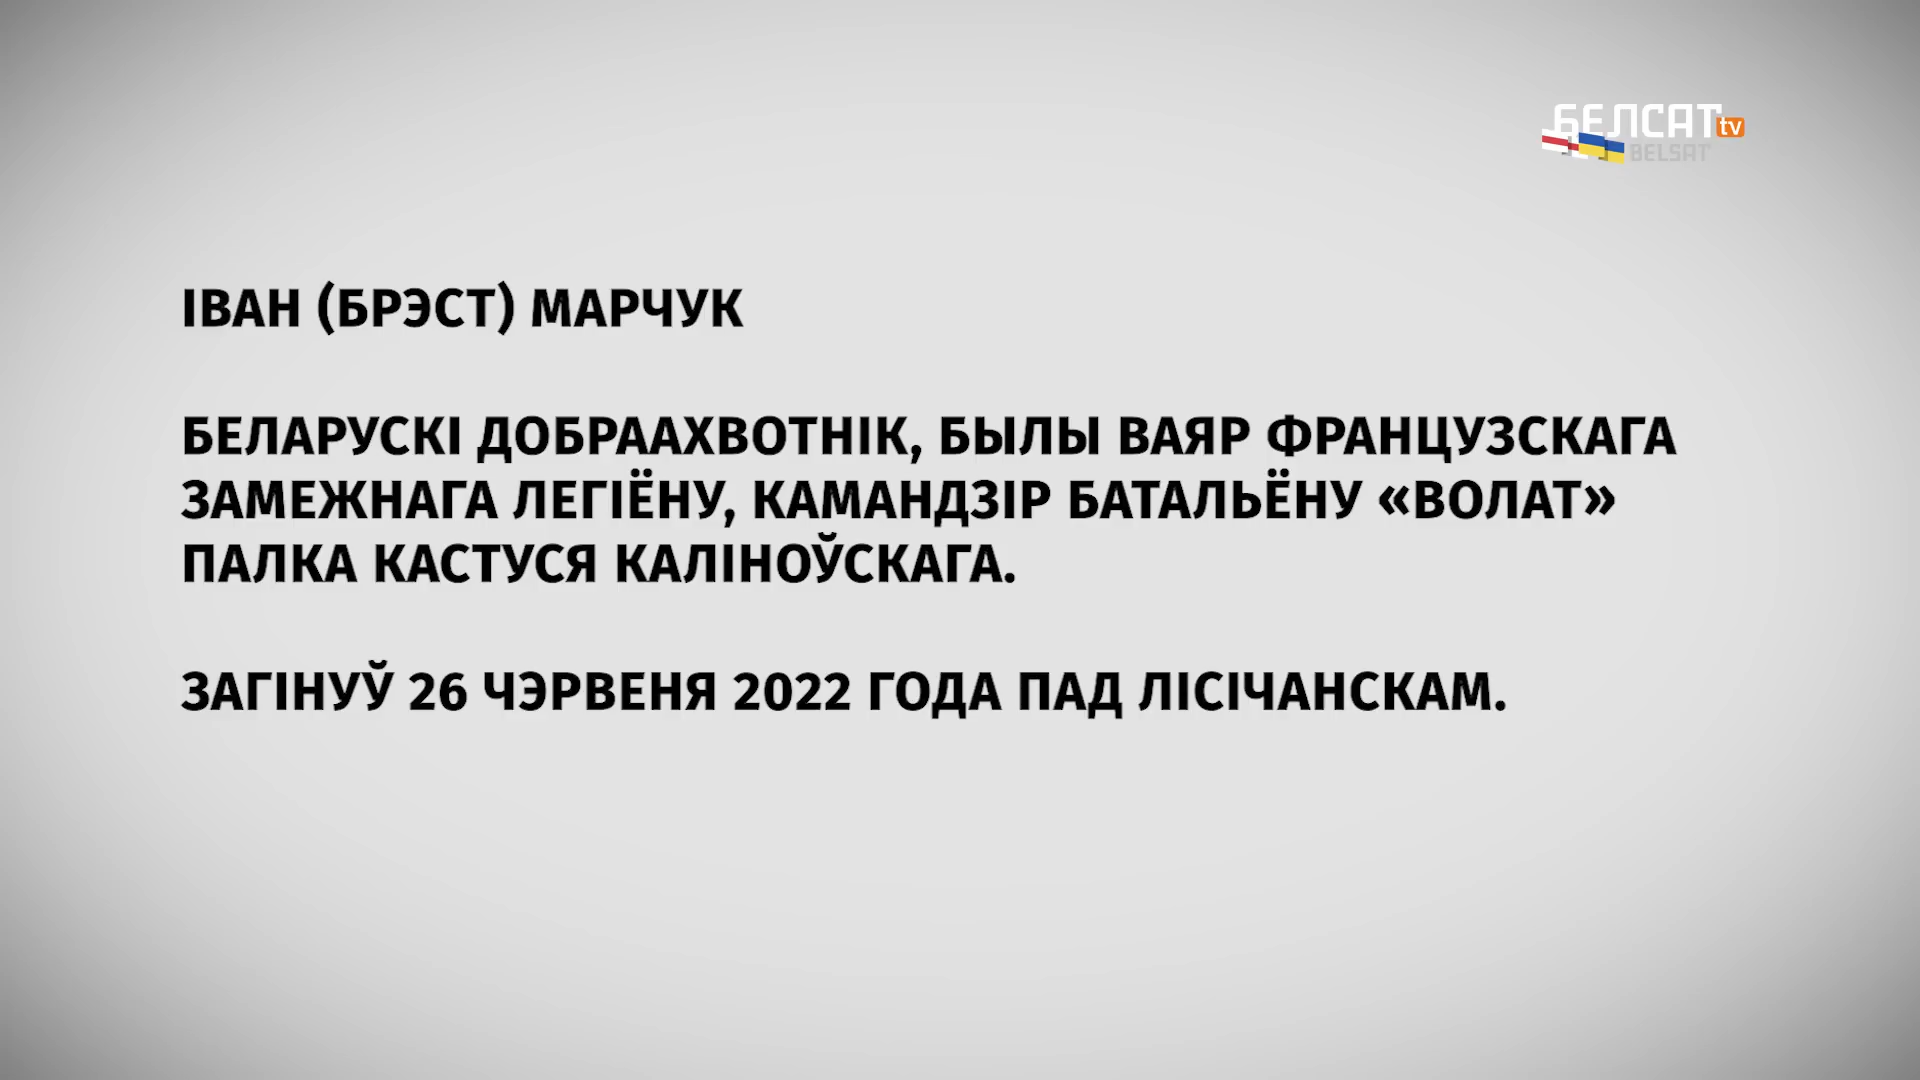 БЕЛСАТ tv
BELSAT
ІВАН (БРЭСТ) МАРЧУК
БЕЛАРУСКІ ДОБРААХВОТНІК, БЫЛЫ ВАЯР ФРАНЦУЗСКАГА
ЗАМЕЖНАГА ЛЕГІЁНУ, КАМАНДЗІР БАТАЛЬЁНУ «ВОЛАТ»
ПАЛКА КАСТУСЯ КАЛІНОЎСКАГА.
ЗАГІНУЎ 26 ЧЭРВЕНЯ 2022 ГОДА ПАД ЛІСІЧАНСКАМ.